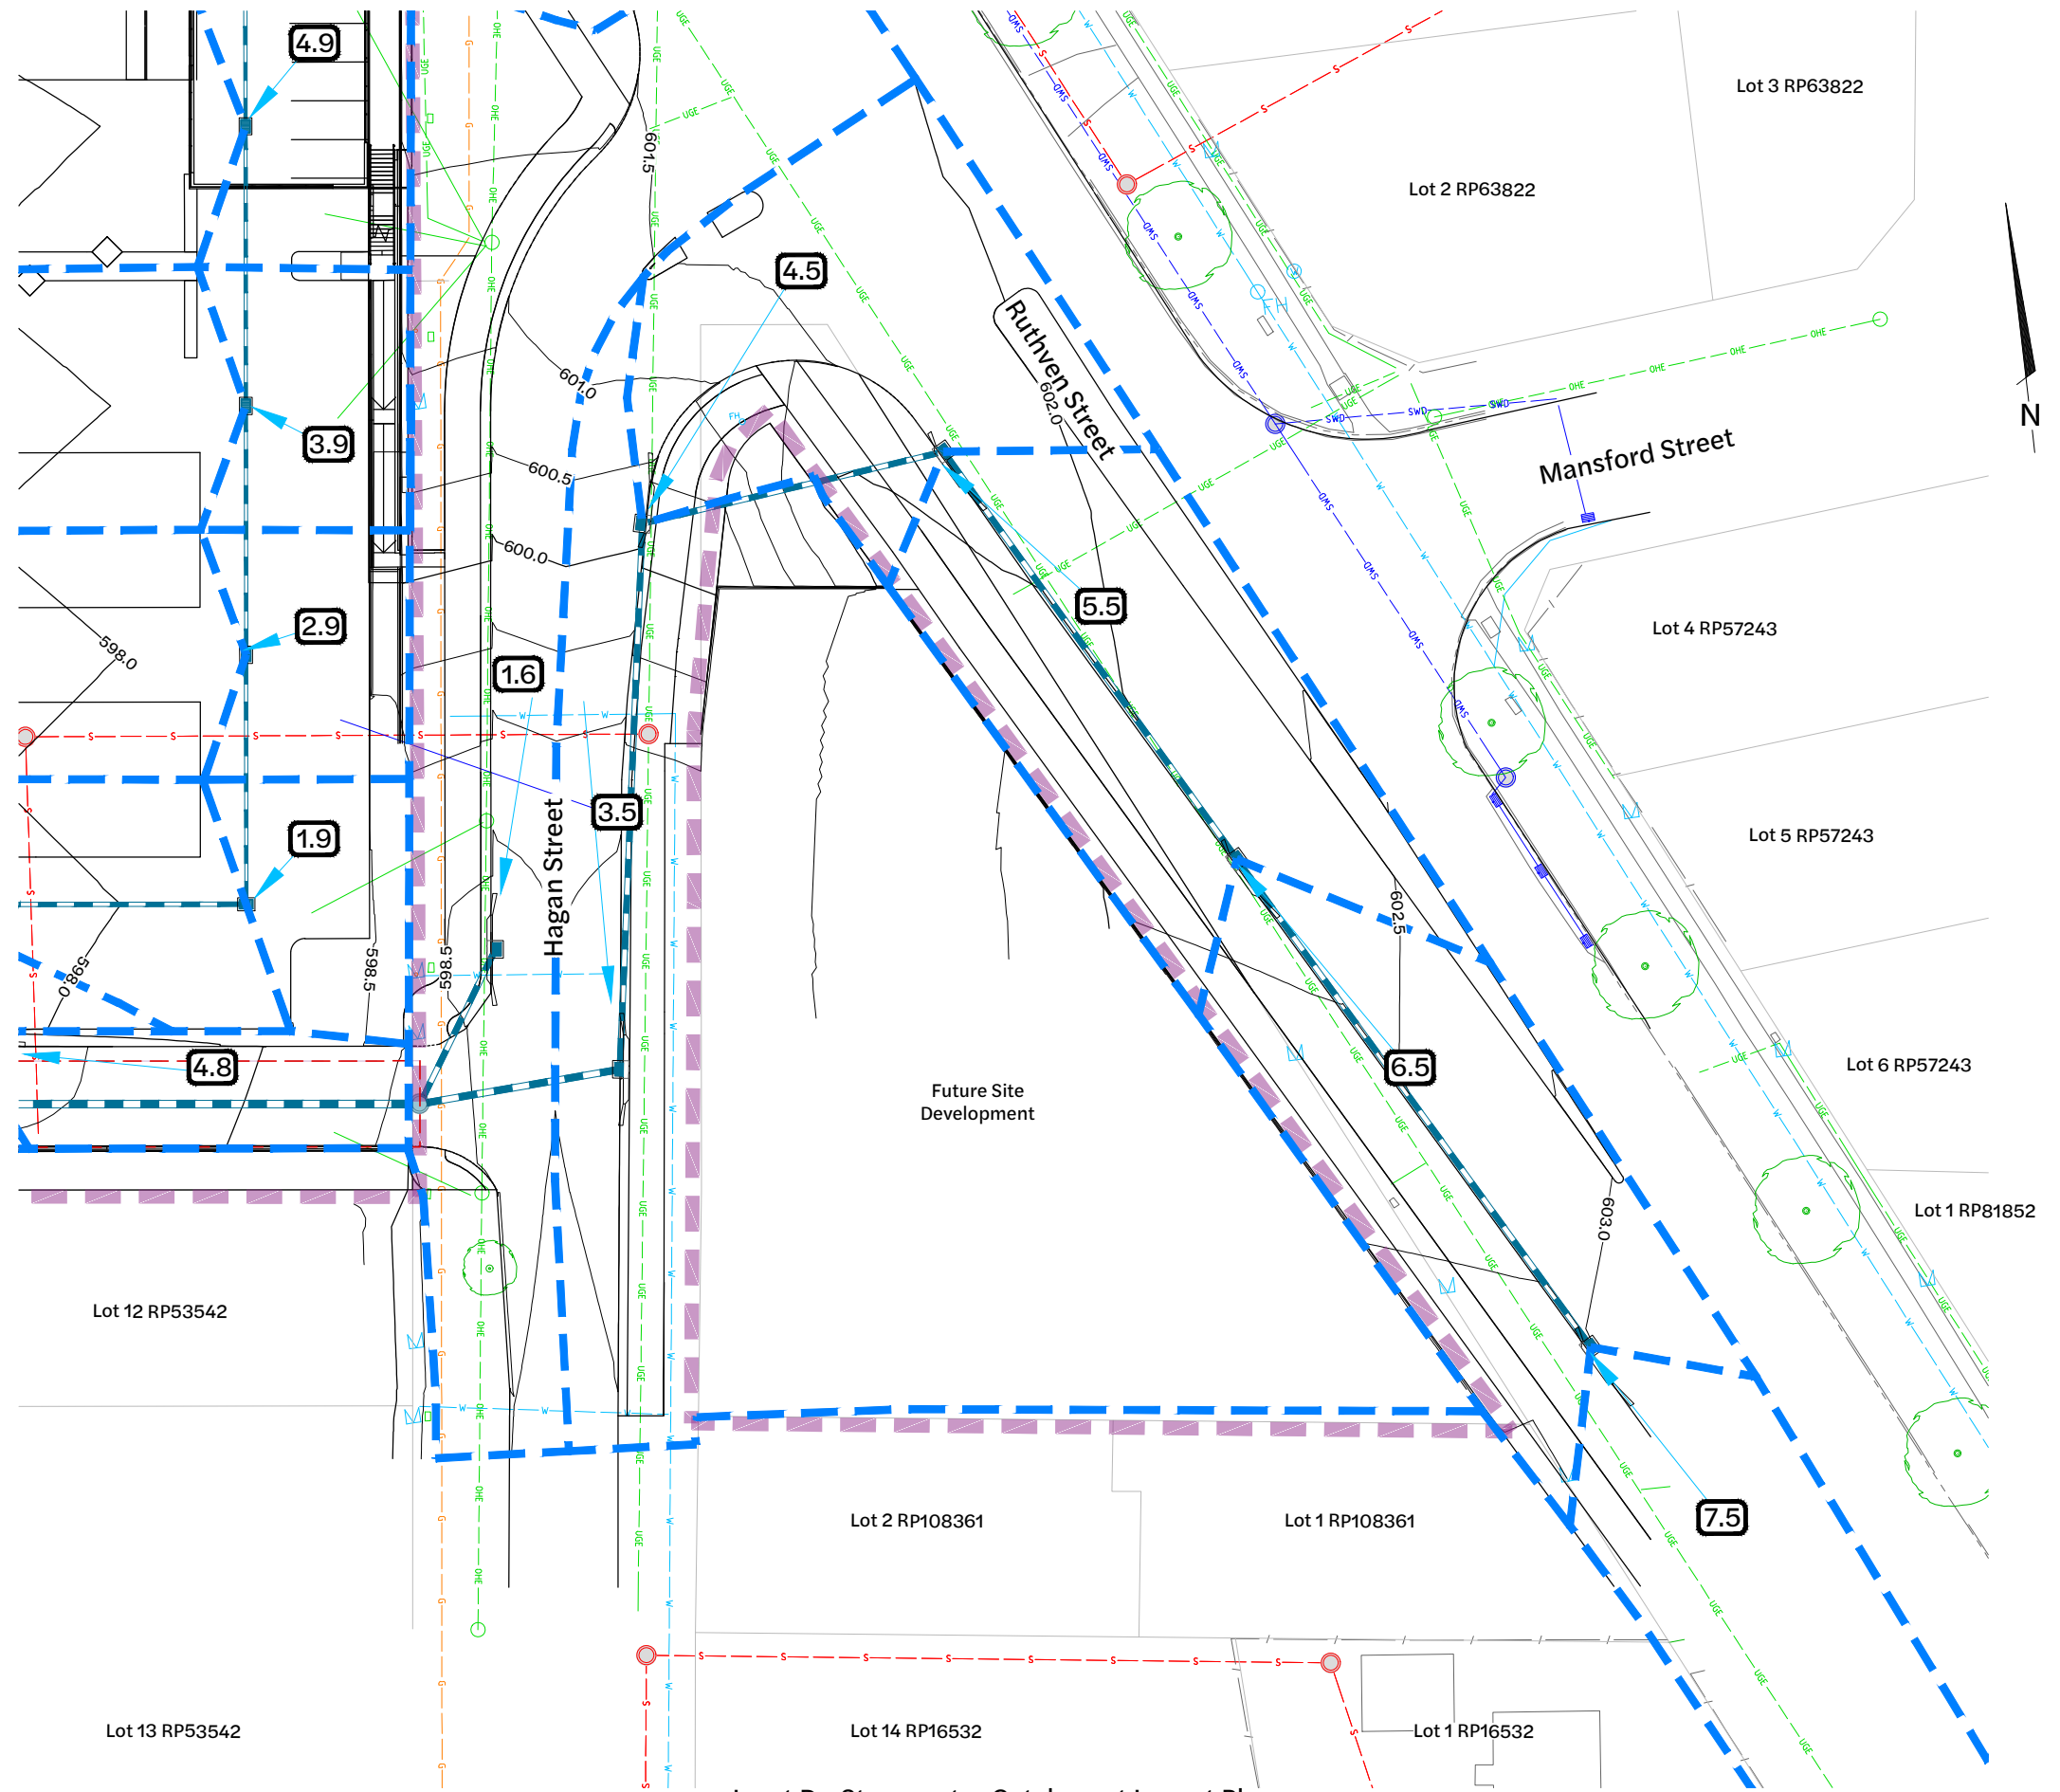 4.9
Lot 3 RP63822
Lot 2 RP63822
601.5
4.5
Ruthven Street
602.0
601.0
FH
3.9
N
Mansford Street
600.5
600.0
5.5
2.9
598.0
1.6
Lot 4 RP57243
3.5
1.9
Hagan Street
Lot 5 RP57243
602.5
598.0
598.5
598.5
4.8
6.5
Lot 6 RP57243
Future Site
Development
Lot 1 RP81852
603.0
Lot 12 RP53542
Lot 2 RP108361
Lot 1 RP108361
7.5
Lot 13 RP53542
Lot 14 RP16532
Lot 1 RP16532
UGE
OHE
SWD
W
S
G